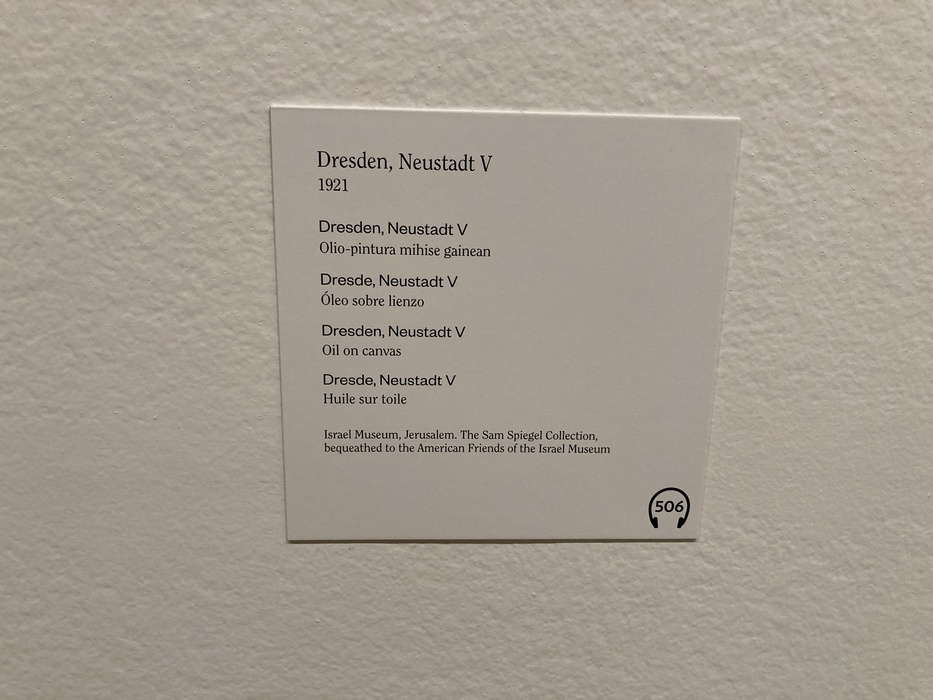 Dresden, Neustadt V
1921
Dresden, Neustadt V
Olio-pintura mihise gainean
Dresde, Neustadt V
Óleo sobre lienzo
Dresden, Neustadt V
Oil on canvas
Dresde, Neustadt V
Huile sur toile
Israel Museum, Jerusalem. The Sam Spiegel Collection,
bequeathed to the American Friends of the Israel Museum
506